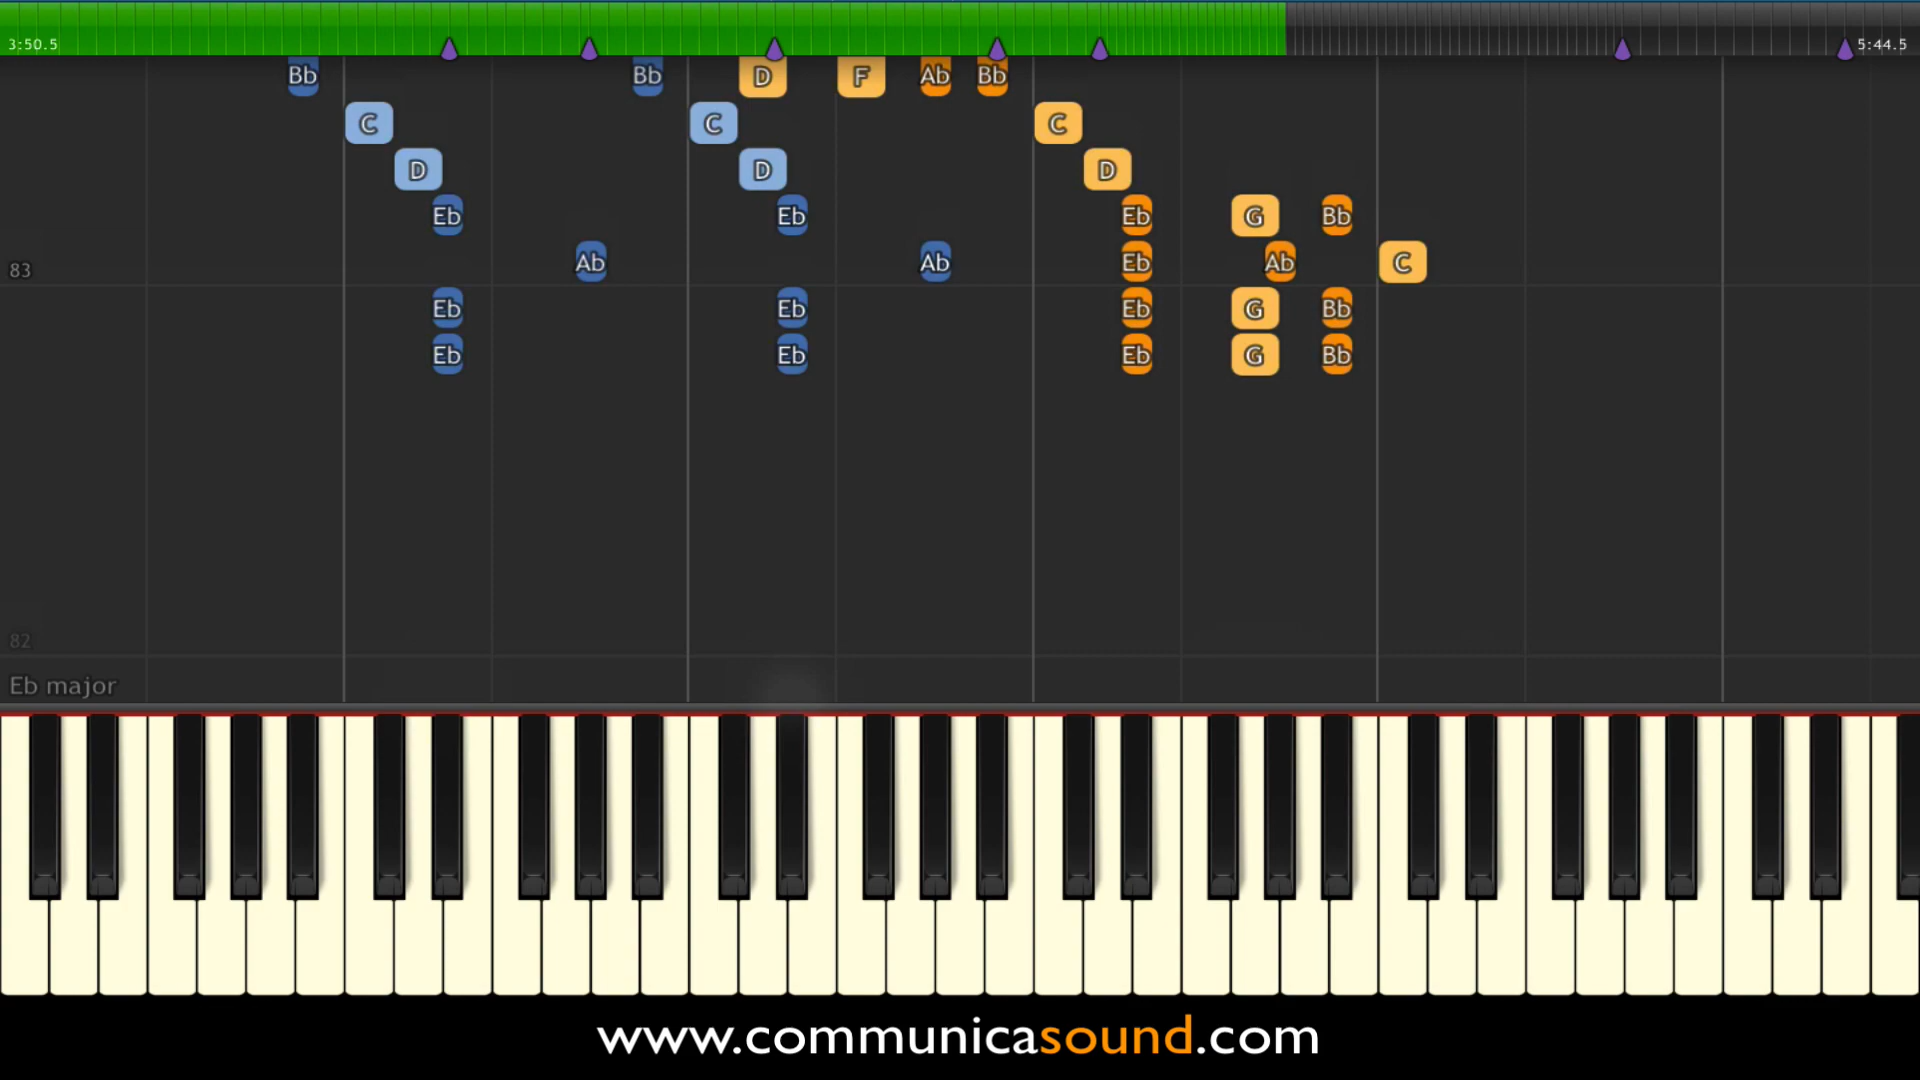 3:50.5 5:44.5
Bb Bb D F Ab Bb
C C C
D D D
Eb Eb Eb G Bb
83 Ab Ab Eb Ab C
Eb Eb Eb G Bb
Eb Eb Eb G Bb
82
Eb major
www.communicasound.com